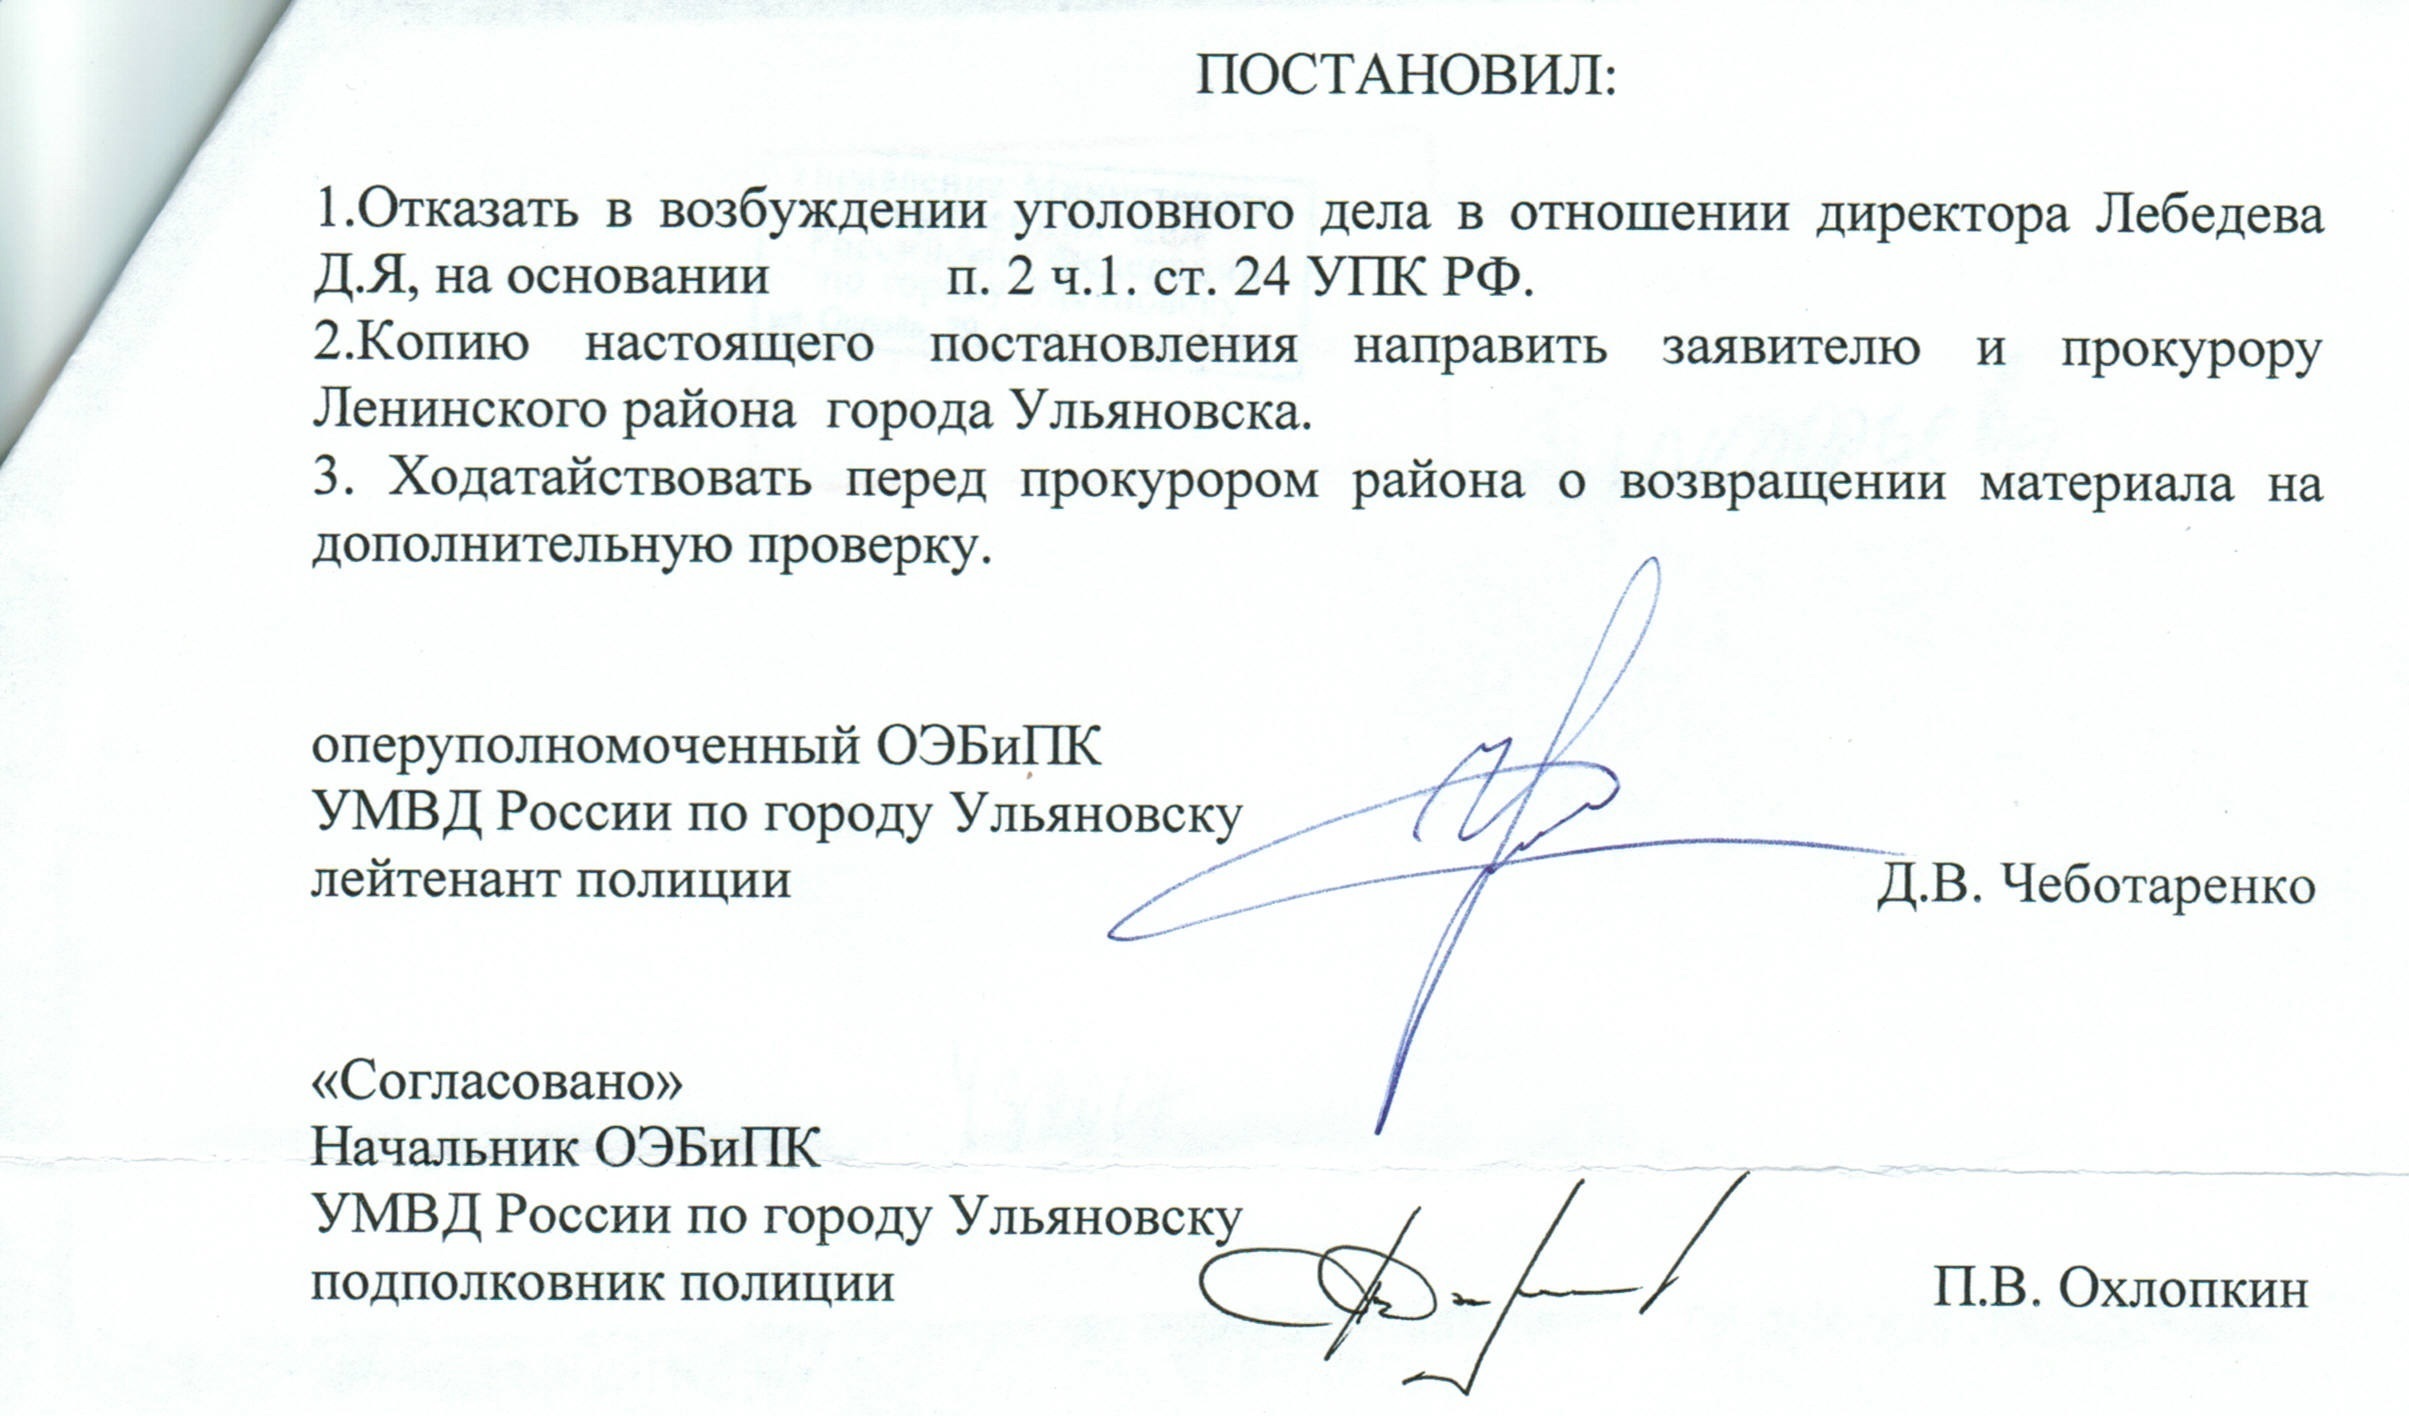 ПОСТАНОВИЛ:
1.Отказать в возбуждении уголовного дела в отношении директора Лебедева
Д.Я, на основании п. 2 ч.1. ст. 24 УПК РФ.
2.Копию настоящего постановления направить заявителю и прокурору
Ленинского района города Ульяновска.
3. Ходатайствовать перед прокурором района о возвращении материала на
дополнительную проверку.
оперуполномоченный ОЭБиПК
УМВД России по городу Ульяновску
лейтенант полиции Д.В. Чеботаренко
«Согласовано»
Начальник ОЭБиПК
УМВД России по городу Ульяновску
подполковник полиции П.В. Охлопкин